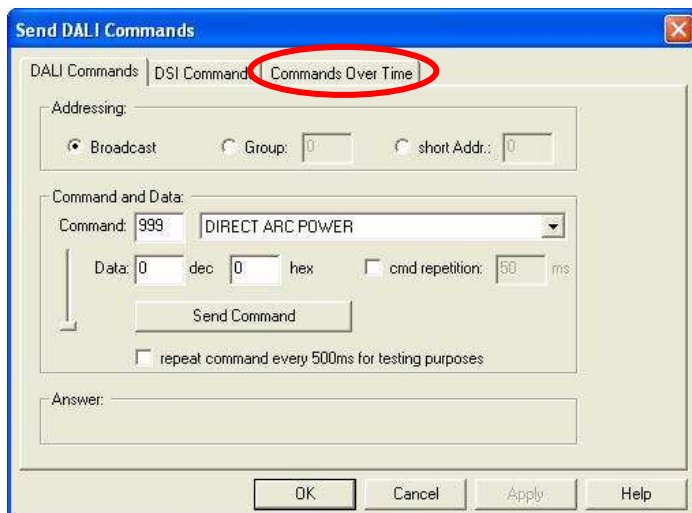 Send DALI Commands
DALI Commands DSI Command Commands Over Time
Addressing:
Broadcast Group: 0 short Addr.: 0
Command and Data:
Command: 999 DIRECT ARC POWER
Data: 0 dec 0 hex cmd repetition: 50 ms
Send Command
repeat command every 500ms for testing purposes
Answer:
OK Cancel Apply Help